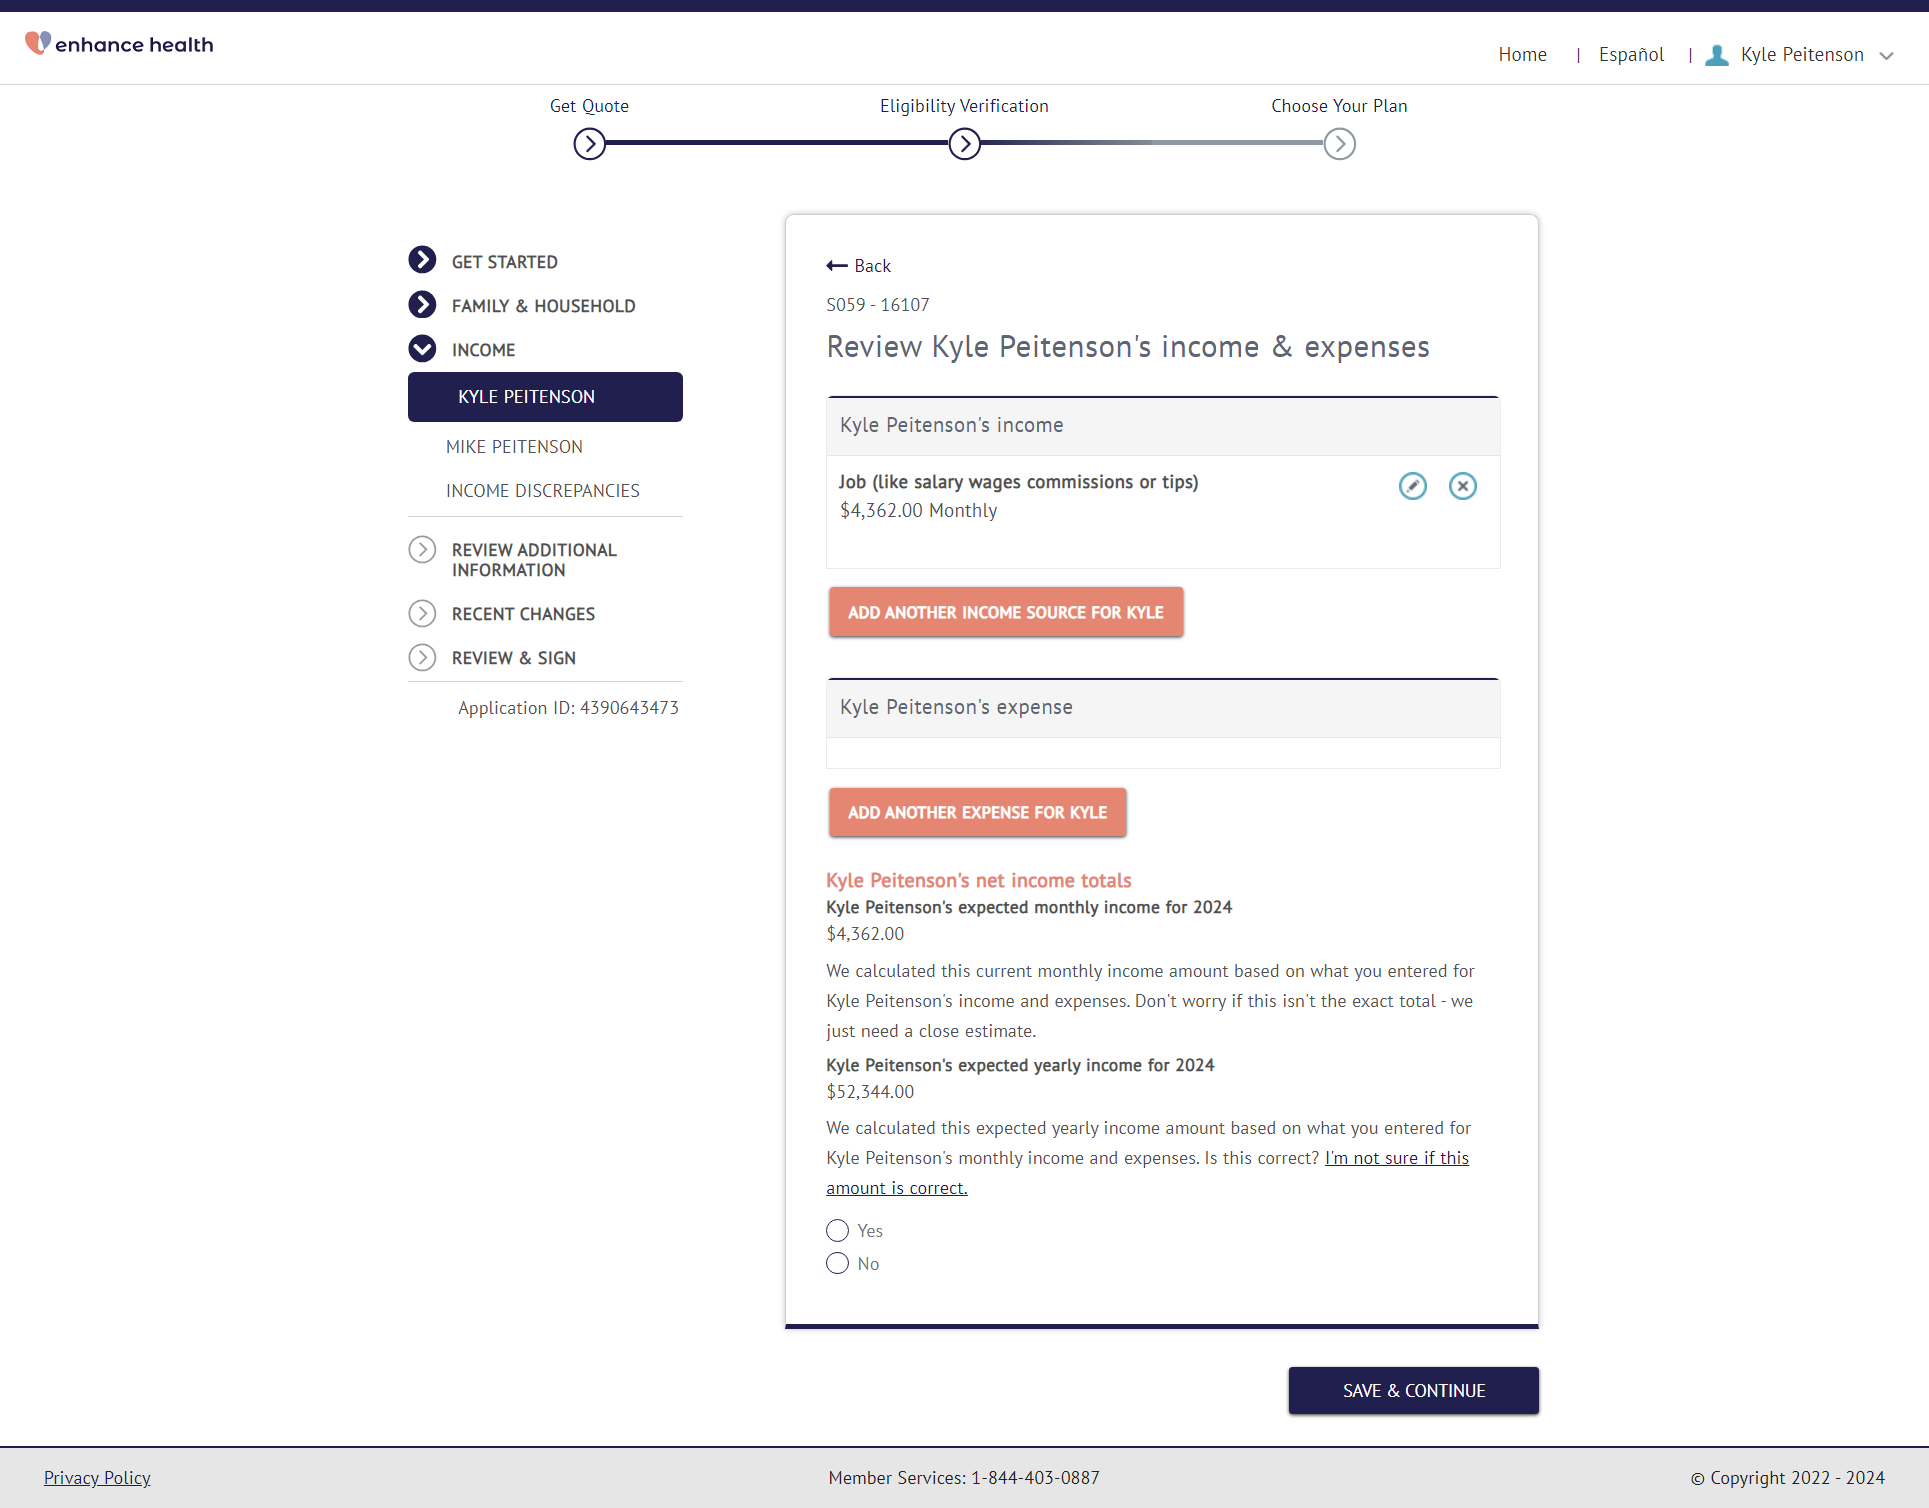 enhance health
Home | Español | Kyle Peitenson
Get Quote
Eligibility Verification
Choose Your Plan
GET STARTED
FAMILY & HOUSEHOLD
INCOME
KYLE PEITENSON
MIKE PEITENSON
INCOME DISCREPANCIES
REVIEW ADDITIONAL
INFORMATION
RECENT CHANGES
REVIEW & SIGN
Application ID: 4390643473
Back
S059 - 16107
Review Kyle Peitenson's income & expenses
Kyle Peitenson's income
Job (like salary wages commissions or tips)
$4,362.00 Monthly
ADD ANOTHER INCOME SOURCE FOR KYLE
Kyle Peitenson's expense
ADD ANOTHER EXPENSE FOR KYLE
Kyle Peitenson's net income totals
Kyle Peitenson's expected monthly income for 2024
$4,362.00
We calculated this current monthly income amount based on what you entered for
Kyle Peitenson's income and expenses. Don't worry if this isn't the exact total - we
just need a close estimate.
Kyle Peitenson's expected yearly income for 2024
$52,344.00
We calculated this expected yearly income amount based on what you entered for
Kyle Peitenson's monthly income and expenses. Is this correct? I'm not sure if this
amount is correct.
Yes
No
SAVE & CONTINUE
Privacy Policy
Member Services: 1-844-403-0887
© Copyright 2022 - 2024